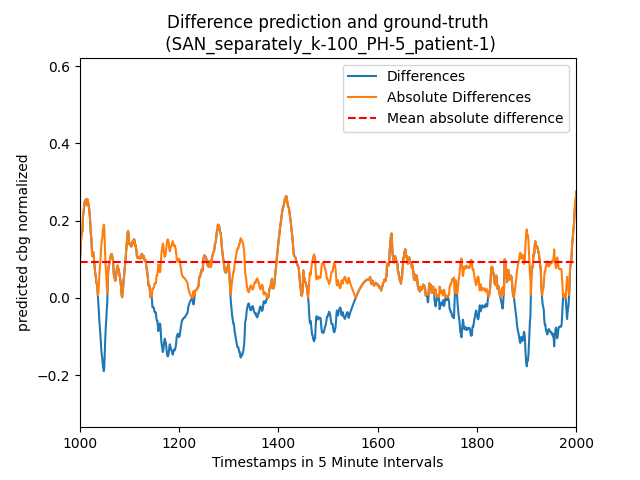 Difference prediction and ground-truth
(SAN_separately_k-100_PH-5_patient-1)
Differences
Absolute Differences
Mean absolute difference
predicted cbg normalized
0.6
0.4
0.2
0.0
−0.2
1000 1200 1400 1600 1800 2000
Timestamps in 5 Minute Intervals